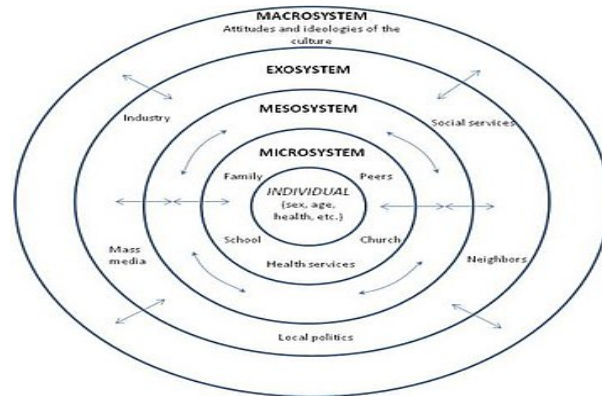 MACROSYSTEM
Attitudes and ideologies of the
culture
EXOSYSTEM
Industry
Social services
MESOSYSTEM
MICROSYSTEM
Family
Peers
INDIVIDUAL
(sex, age,
health, etc.)
School
Church
Health services
Mass
media
Neighbors
Local politics